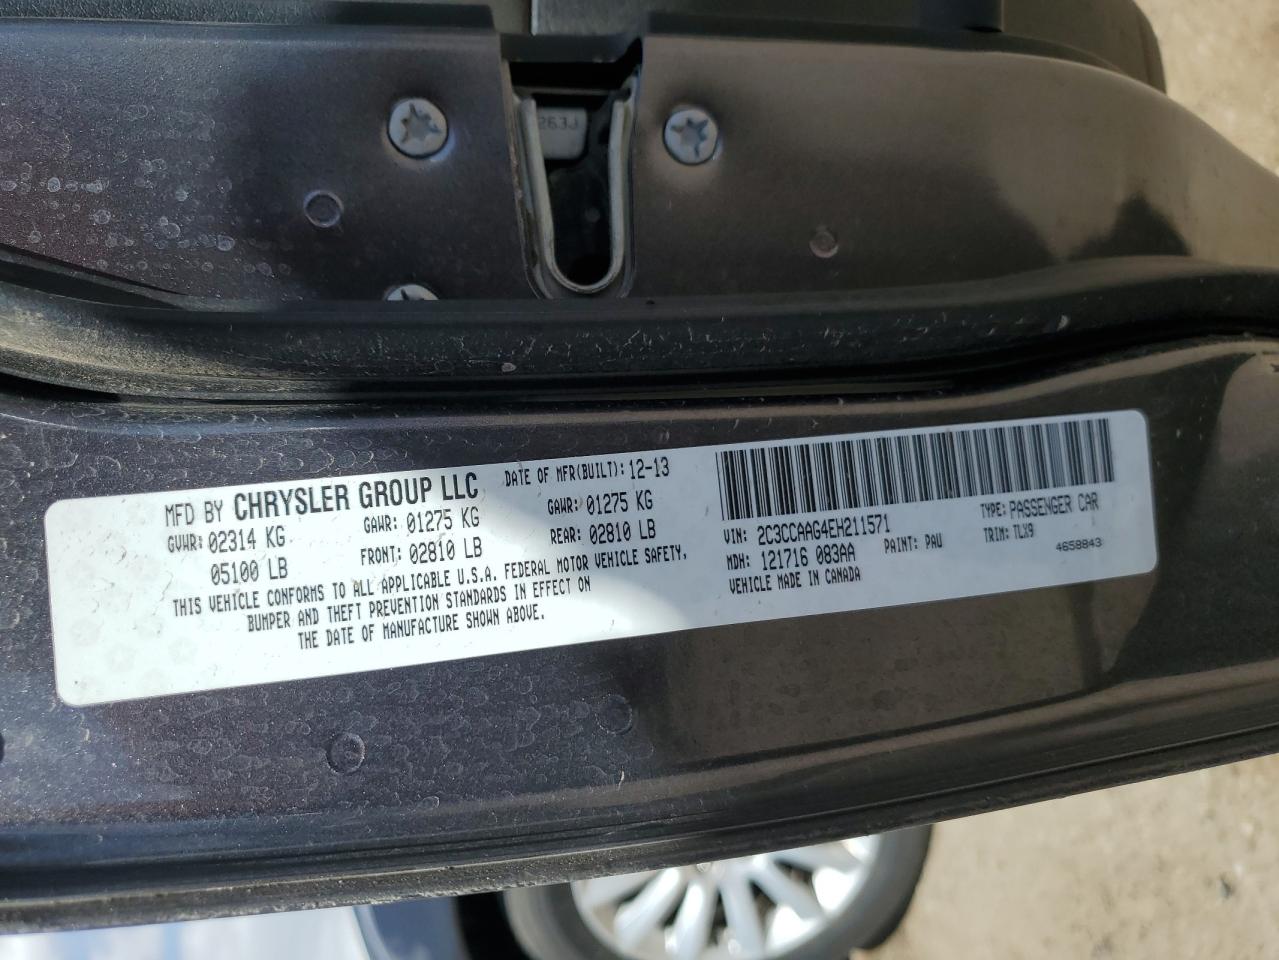 263J
MFD BY CHRYSLER GROUP LLC DATE OF MFR(BUILT): 12-13
GVWR: 02314 KG GAWR: 01275 KG GAWR: 01275 KG
05100 LB FRONT: 02810 LB REAR: 02810 LB
THIS VEHICLE CONFORMS TO ALL APPLICABLE U.S.A. FEDERAL MOTOR VEHICLE SAFETY,
BUMPER AND THEFT PREVENTION STANDARDS IN EFFECT ON
THE DATE OF MANUFACTURE SHOWN ABOVE.
VIN: 2C3CCAAG4EH211571 TYPE: PASSENGER CAR
MDH: 121716 083AA PAINT: PAU TRIM: TLX9
VEHICLE MADE IN CANADA 4658843